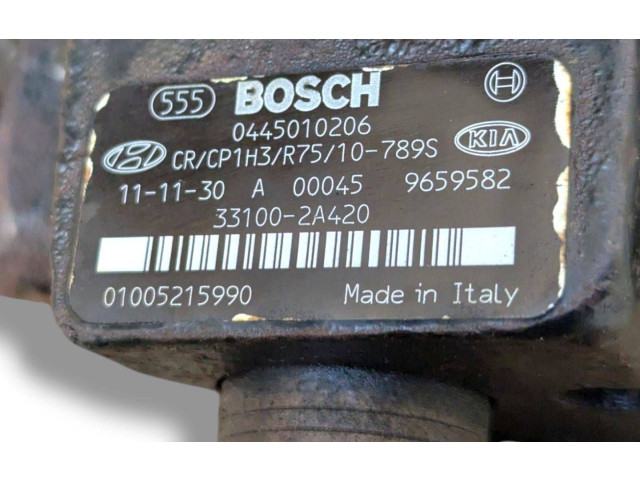 555 BOSCH
0445010206
CR/CP1H3/R75/10-789S KIA
11-11-30 A 00045 9659582
33100-2A420
01005215990 Made in Italy